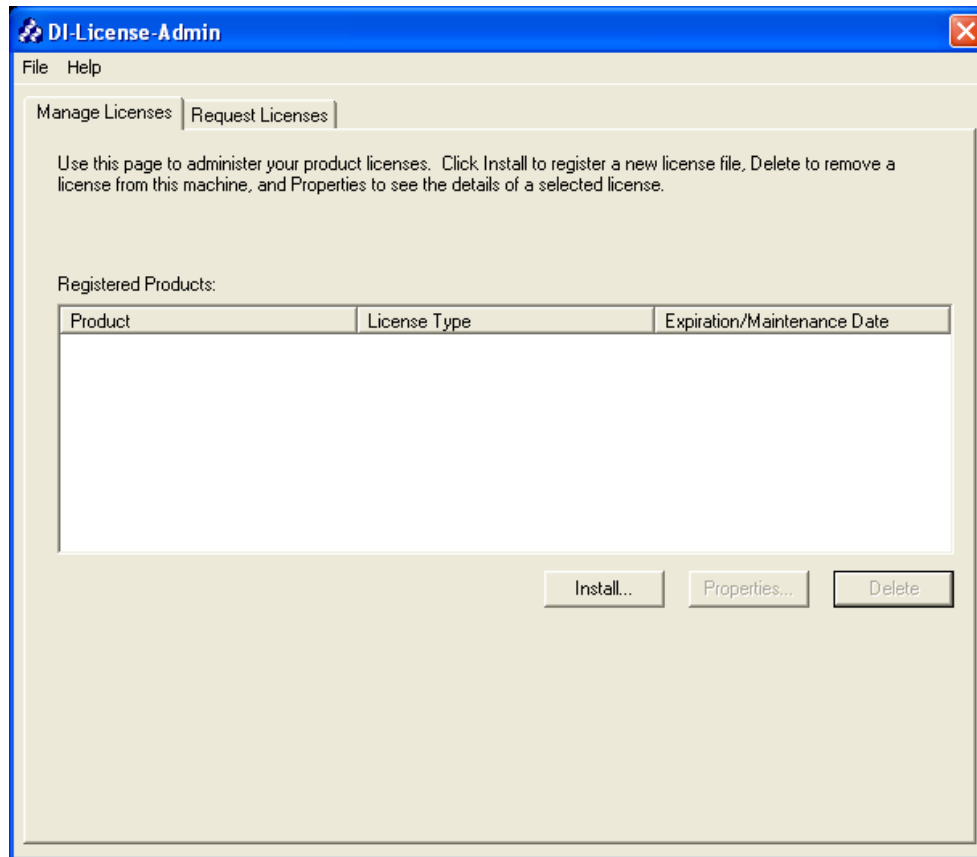 DI-License-Admin
File Help
Manage Licenses Request Licenses
Use this page to administer your product licenses. Click Install to register a new license file, Delete to remove a
license from this machine, and Properties to see the details of a selected license.
Registered Products:
Product License Type Expiration/Maintenance Date
Install... Properties... Delete